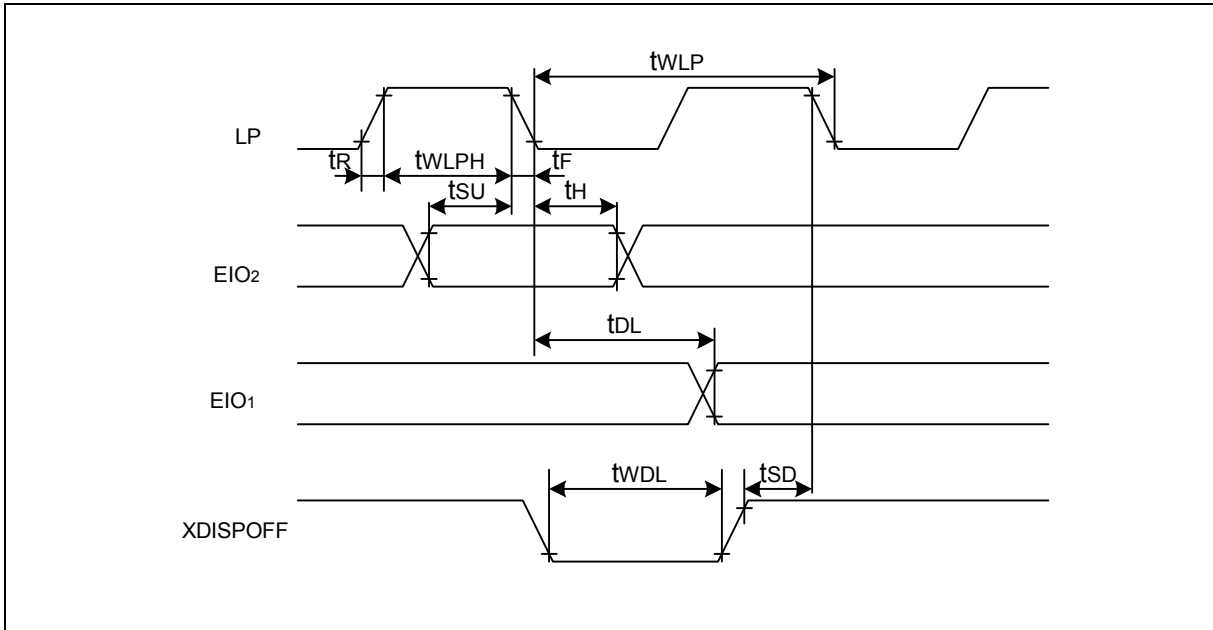 tWLP
LP
tR tWLPH tF
tSU tH
EIO2
tDL
EIO1
tWDL tSD
XDISPOFF